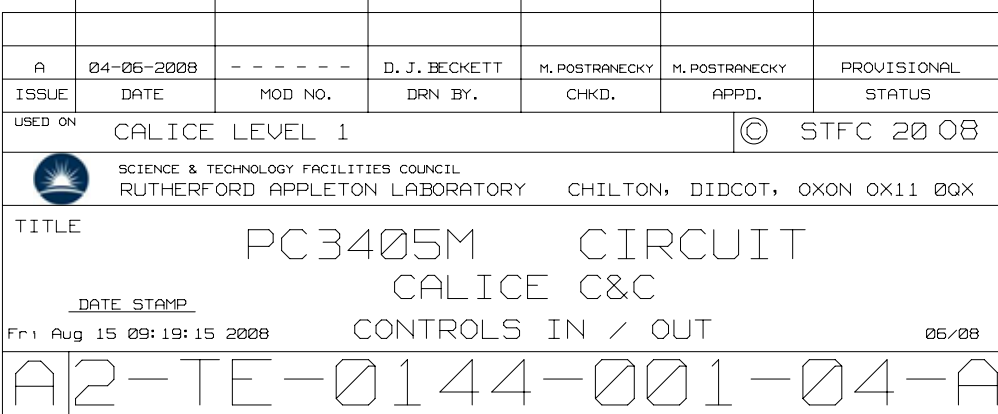 A 04-06-2008 - - - - - - D.J.BECKETT M.POSTRANECKY M.POSTRANECKY PROVISIONAL
ISSUE DATE MOD NO. DRN BY. CHKD. APPD. STATUS
USED ON CALICE LEVEL 1 © STFC 2008
SCIENCE & TECHNOLOGY FACILITIES COUNCIL
RUTHERFORD APPLETON LABORATORY CHILTON, DIDCOT, OXON OX11 0QX
TITLE
PC3405M CIRCUIT
CALICE C&C
DATE STAMP
Fri Aug 15 09:19:15 2008 CONTROLS IN / OUT 06/08
A2-TE-0144-001-04-A